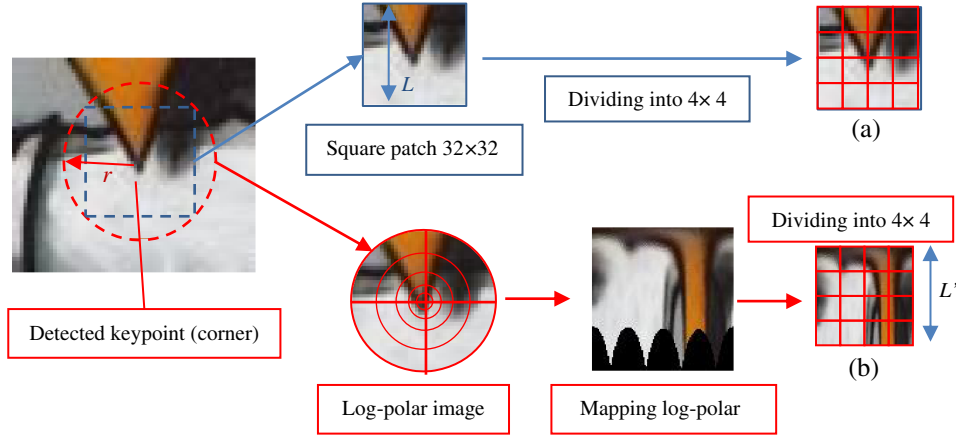 L
Dividing into 4× 4
(a)
Square patch 32×32
r
Dividing into 4× 4
L’
Detected keypoint (corner)
(b)
Log-polar image
Mapping log-polar